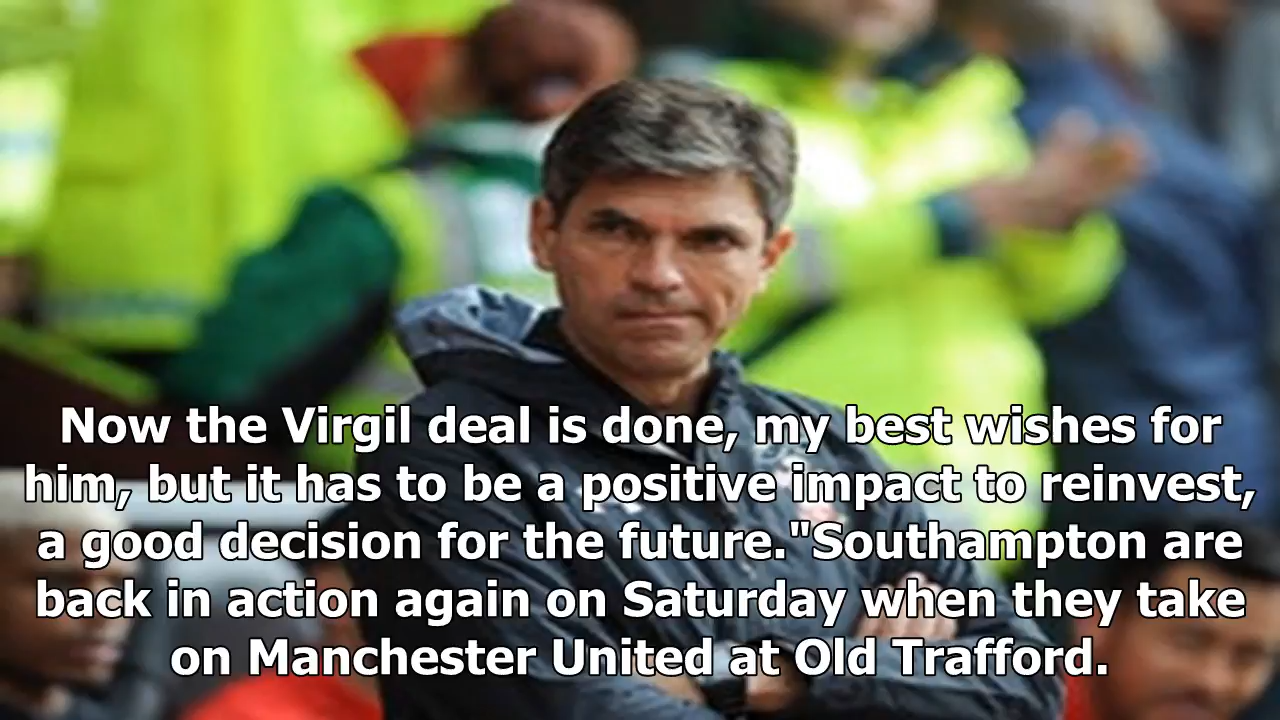 Now the Virgil deal is done, my best wishes for
him, but it has to be a positive impact to reinvest,
a good decision for the future."Southampton are
back in action again on Saturday when they take
on Manchester United at Old Trafford.